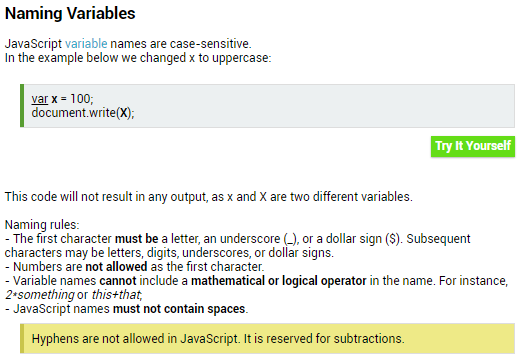 Naming Variables
JavaScript variable names are case-sensitive.
In the example below we changed x to uppercase:
var x = 100;
document.write(X);
Try It Yourself
This code will not result in any output, as x and X are two different variables.
Naming rules:
- The first character must be a letter, an underscore (_), or a dollar sign ($). Subsequent
characters may be letters, digits, underscores, or dollar signs.
- Numbers are not allowed as the first character.
- Variable names cannot include a mathematical or logical operator in the name. For instance,
2*something or this+that;
- JavaScript names must not contain spaces.
Hyphens are not allowed in JavaScript. It is reserved for subtractions.